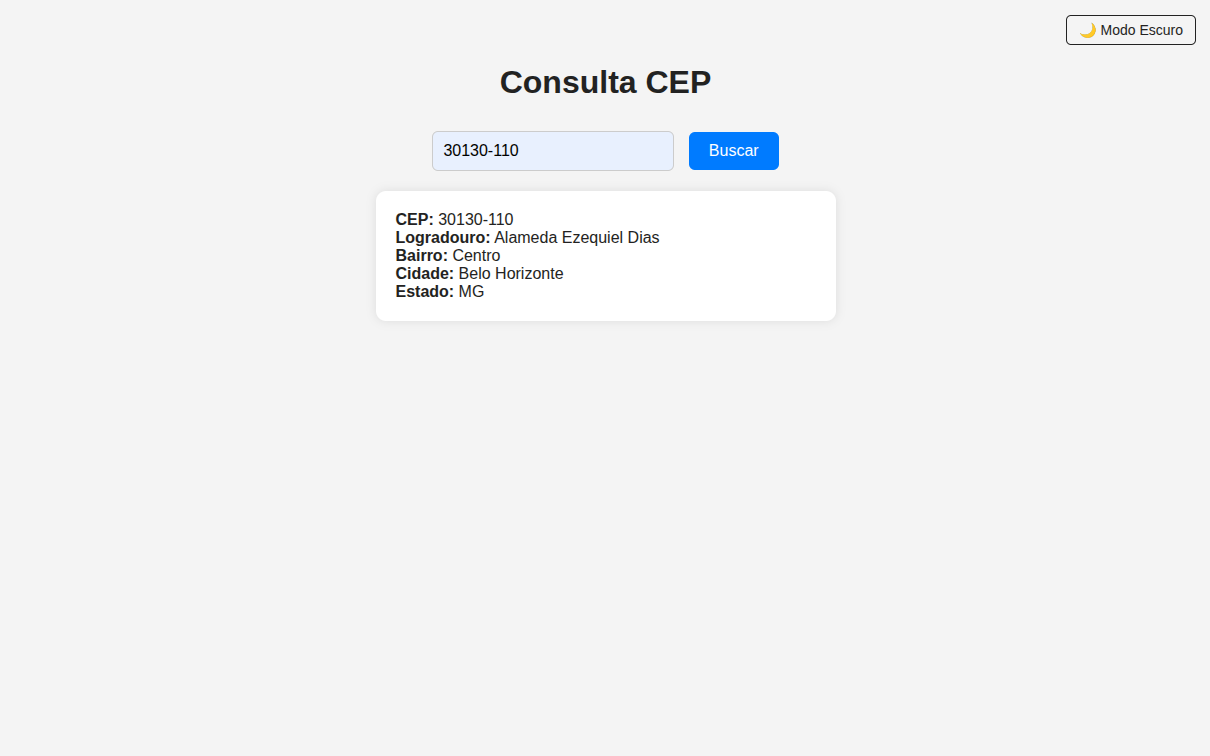 🌙 Modo Escuro
Consulta CEP
30130-110
Buscar
CEP: 30130-110
Logradouro: Alameda Ezequiel Dias
Bairro: Centro
Cidade: Belo Horizonte
Estado: MG